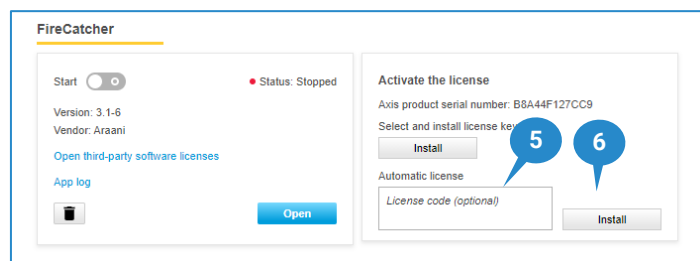 FireCatcher
Start
Status: Stopped
Version: 3.1-6
Vendor: Araani
Open third-party software licenses
App log
Open
Activate the license
Axis product serial number: B8A44F127CC9
Select and install license key
Install
5
6
Automatic license
License code (optional)
Install